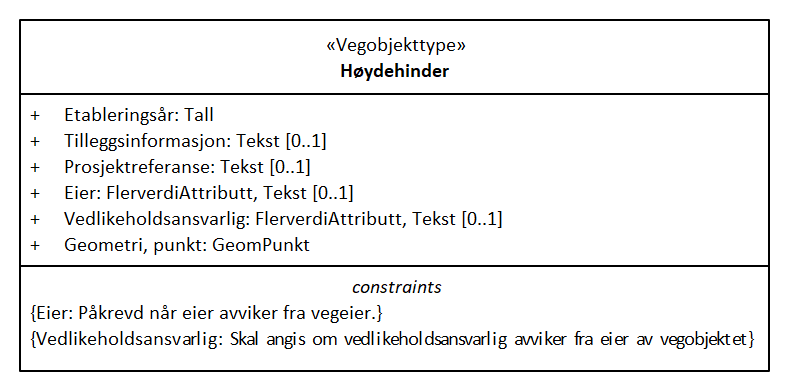 «Vegobjekttype»
Høydehinder
+ Etableringsår: Tall
+ Tilleggsinformasjon: Tekst [0..1]
+ Prosjektreferanse: Tekst [0..1]
+ Eier: FlerverdiAttributt, Tekst [0..1]
+ Vedlikeholdsansvarlig: FlerverdiAttributt, Tekst [0..1]
+ Geometri, punkt: GeomPunkt
constraints
{Eier: Påkrevd når eier avviker fra vegeier.}
{Vedlikeholdsansvarlig: Skal angis om vedlikeholdsansvarlig avviker fra eier av vegobjektet}